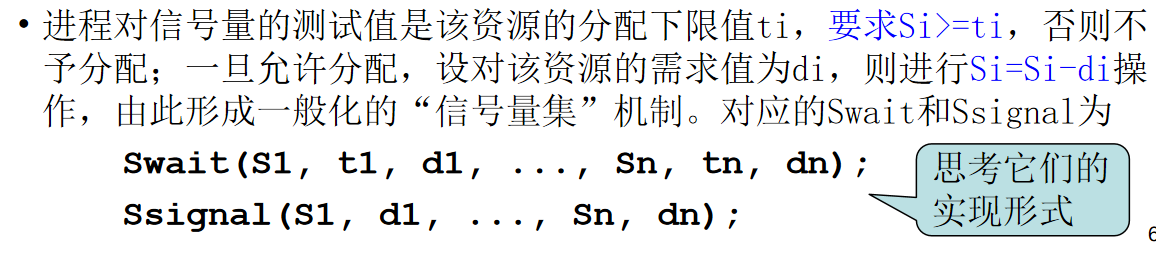 • 进程对信号量的测试值是该资源的分配下限值ti，要求Si>=ti，否则不
予分配；一旦允许分配，设对该资源的需求值为di，则进行Si=Si-di操
作，由此形成一般化的“信号量集”机制。对应的Swait和Ssignal为
Swait(S1, t1, d1, ..., Sn, tn, dn);
Ssignal(S1, d1, ..., Sn, dn);
思考它们的
实现形式